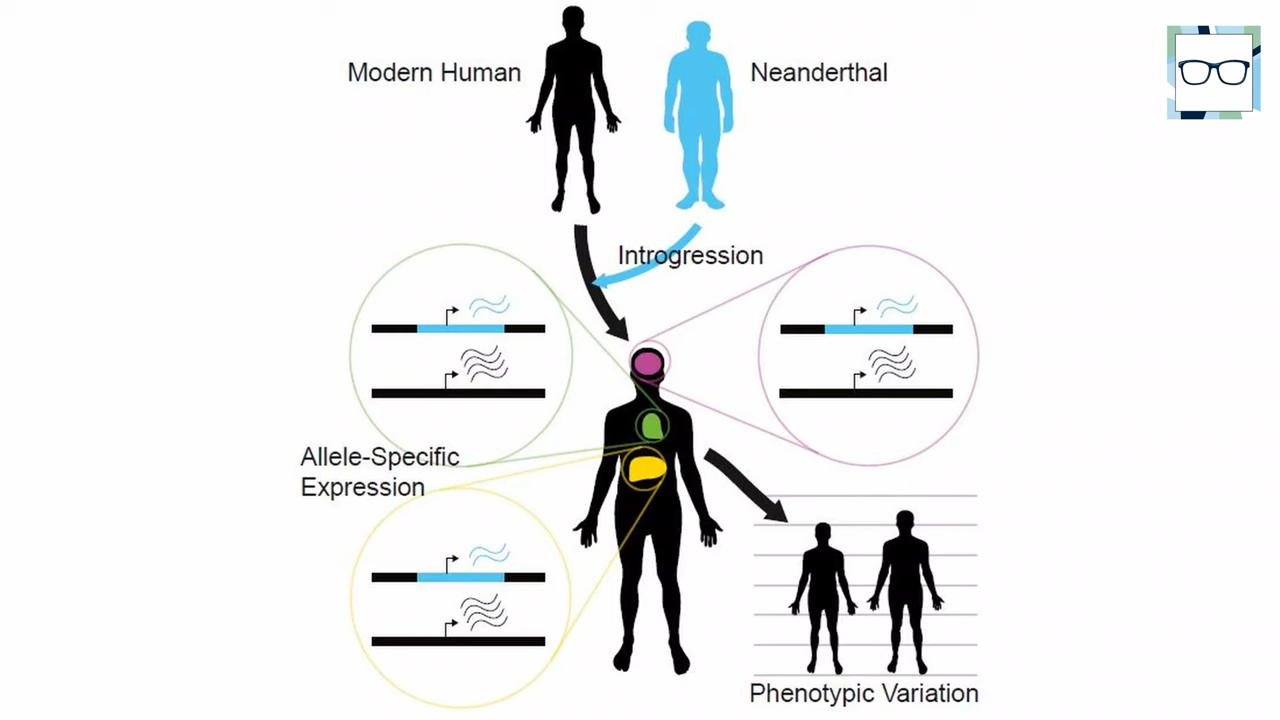 Modern Human
Neanderthal
Introgression
Allele-Specific
Expression
Phenotypic Variation